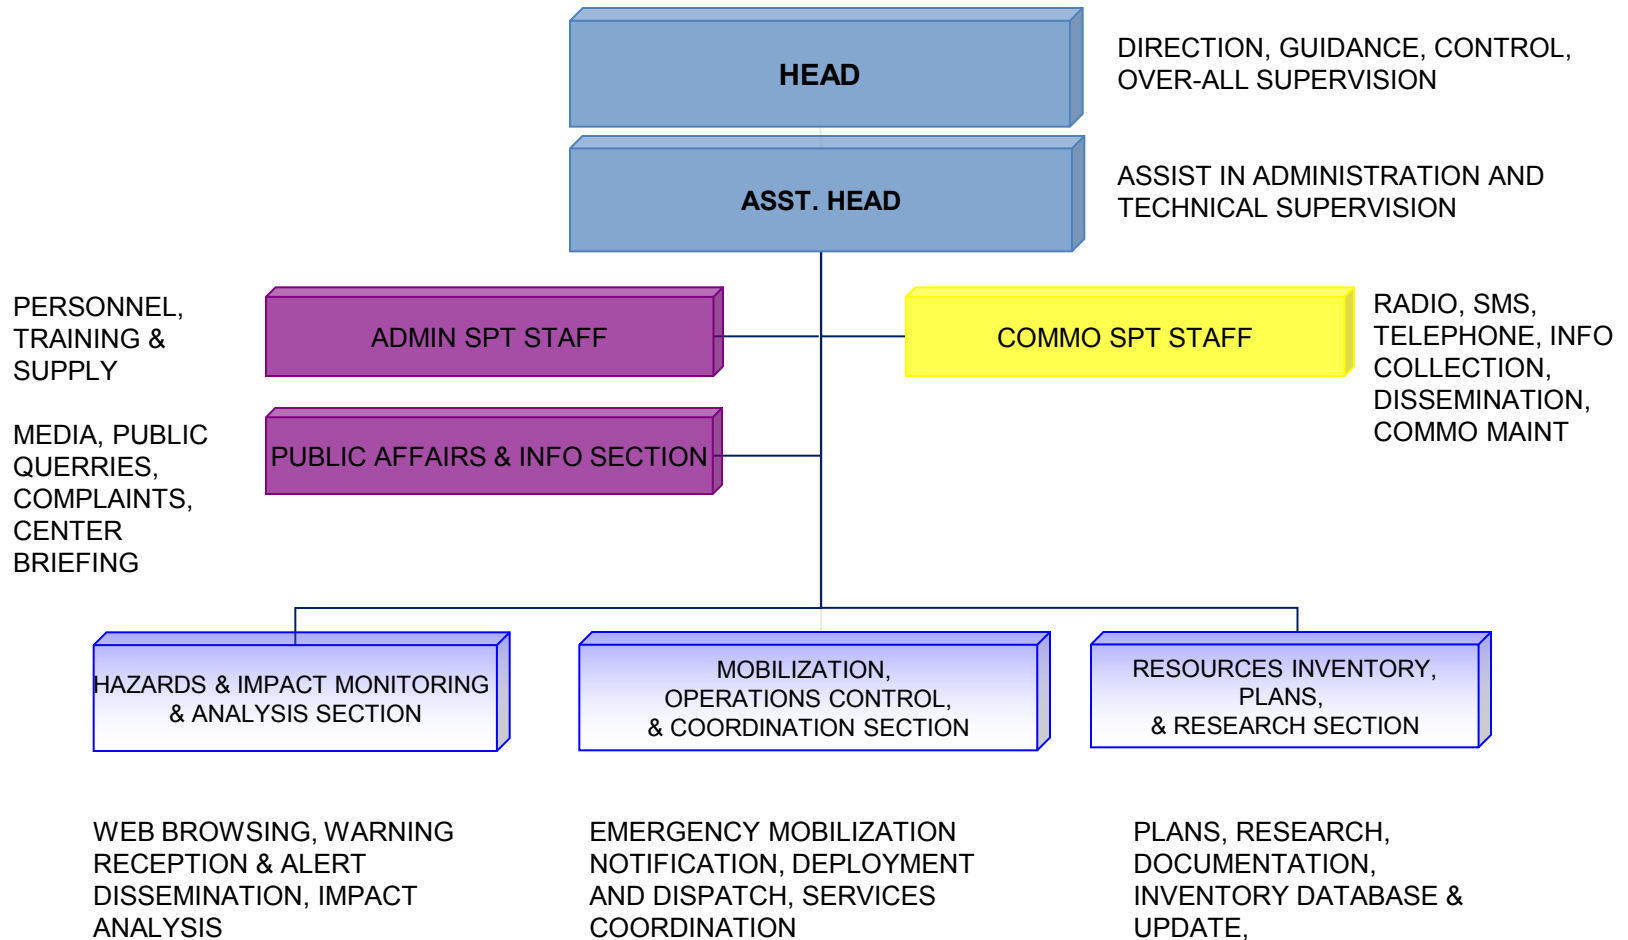 HEAD
DIRECTION, GUIDANCE, CONTROL,
OVER-ALL SUPERVISION
ASST. HEAD
ASSIST IN ADMINISTRATION AND
TECHNICAL SUPERVISION
PERSONNEL,
TRAINING &
SUPPLY
ADMIN SPT STAFF
COMMO SPT STAFF
RADIO, SMS,
TELEPHONE, INFO
COLLECTION,
DISSEMINATION,
COMMO MAINT
MEDIA, PUBLIC
QUERRIES,
COMPLAINTS,
CENTER
BRIEFING
PUBLIC AFFAIRS & INFO SECTION
HAZARDS & IMPACT MONITORING
& ANALYSIS SECTION
MOBILIZATION,
OPERATIONS CONTROL,
& COORDINATION SECTION
RESOURCES INVENTORY,
PLANS,
& RESEARCH SECTION
WEB BROWSING, WARNING
RECEPTION & ALERT
DISSEMINATION, IMPACT
ANALYSIS
EMERGENCY MOBILIZATION
NOTIFICATION, DEPLOYMENT
AND DISPATCH, SERVICES
COORDINATION
PLANS, RESEARCH,
DOCUMENTATION,
INVENTORY DATABASE &
UPDATE,